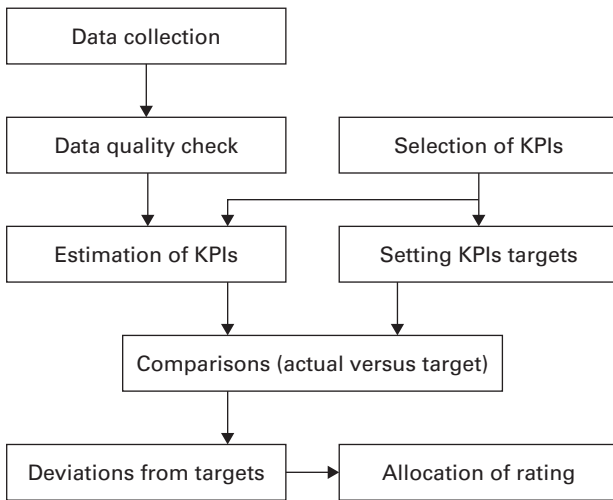 Data collection
Data quality check
Selection of KPIs
Estimation of KPIs
Setting KPIs targets
Comparisons (actual versus target)
Deviations from targets
Allocation of rating